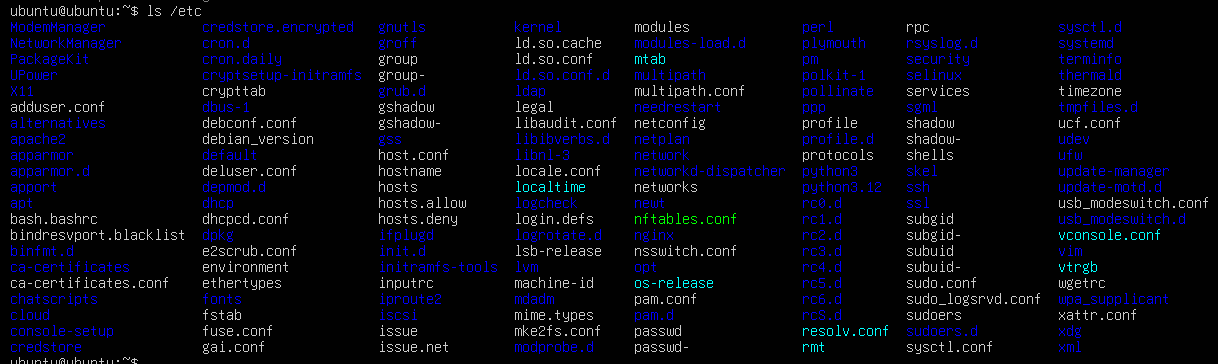 ubuntu@ubuntu:~$ ls /etc
ModemManager credstore.encrypted gnutls kernel modules perl rpc sysctl.d
NetworkManager cron.d groff ld.so.cache modules-load.d plymouth rsyslog.d systemd
PackageKit cron.daily group ld.so.conf mtab pm security terminfo
UPower cryptsetup-initramfs group- ld.so.conf.d multipath polkit-1 selinux thermald
X11 crypttab grub.d ldap multipath.conf pollinate services timezone
adduser.conf dbus-1 gshadow legal needrestart ppp sgml tmpfiles.d
alternatives debconf.conf gshadow- libaudit.conf netconfig profile shadow ucf.conf
apache2 debian_version gss libibverbs.d netplan profile.d shadow- udev
apparmor default host.conf libnl-3 network protocols shells ufw
apparmor.d deluser.conf hostname locale.conf networkd-dispatcher python3 skel update-manager
apport depmod.d hosts localtime networks python3.12 ssh update-motd.d
apt dhcp hosts.allow logcheck newt rc0.d ssl usb_modeswitch.conf
bash.bashrc dhcpcd.conf hosts.deny login.defs nftables.conf rc1.d subgid usb_modeswitch.d
bindresvport.blacklist dpkg ifplugd logrotate.d nginx rc2.d subgid- vconsole.conf
binfmt.d e2scrub.conf init.d lsb-release nsswitch.conf rc3.d subuid vim
ca-certificates environment initramfs-tools lvm opt rc4.d subuid- vtrgb
ca-certificates.conf ethertypes inputrc machine-id os-release rc5.d sudo.conf wgetrc
chatscripts fonts iproute2 mdadm pam.conf rc6.d sudo_logsrvd.conf wpa_supplicant
cloud fstab iscsi mime.types pam.d rcS.d sudoers xattr.conf
console-setup fuse.conf issue mke2fs.conf passwd resolv.conf sudoers.d xdg
credstore gai.conf issue.net modprobe.d passwd- rmt sysctl.conf xml
ubuntu@ubuntu:~$